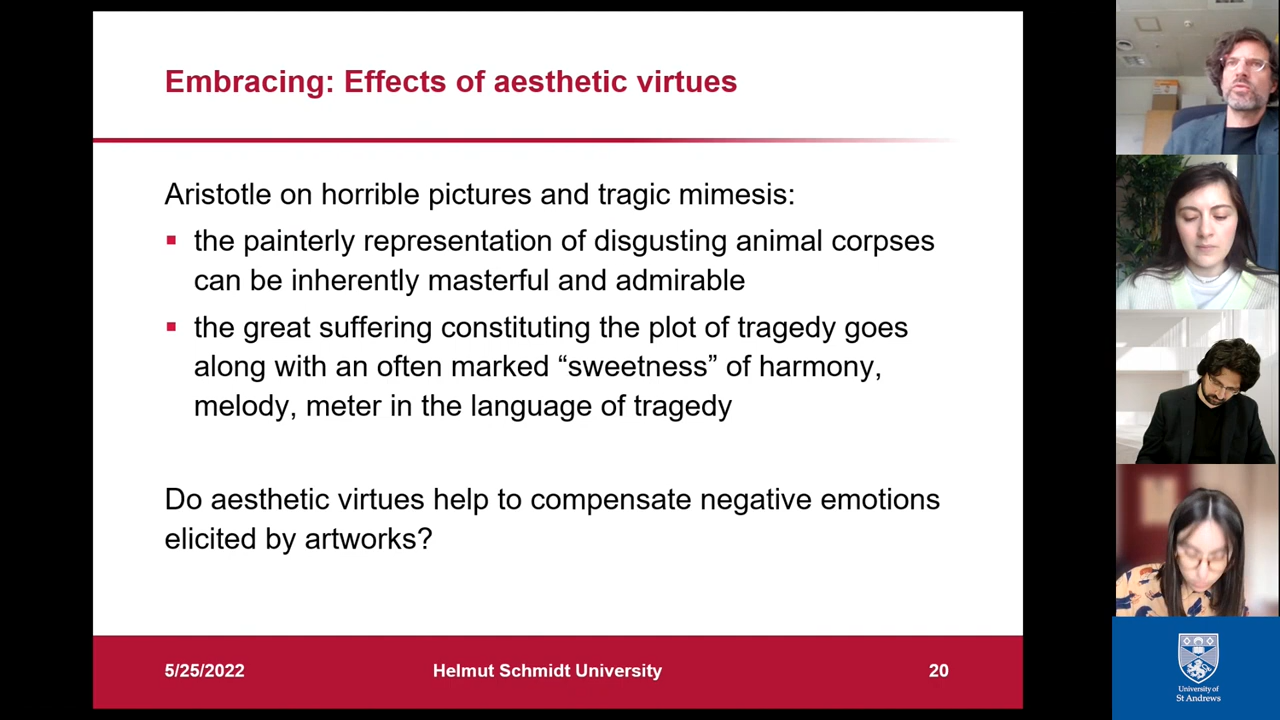 Embracing: Effects of aesthetic virtues
Aristotle on horrible pictures and tragic mimesis:
the painterly representation of disgusting animal corpses
can be inherently masterful and admirable
the great suffering constituting the plot of tragedy goes
along with an often marked “sweetness” of harmony,
melody, meter in the language of tragedy
Do aesthetic virtues help to compensate negative emotions
elicited by artworks?
5/25/2022
Helmut Schmidt University
20
University of
St Andrews